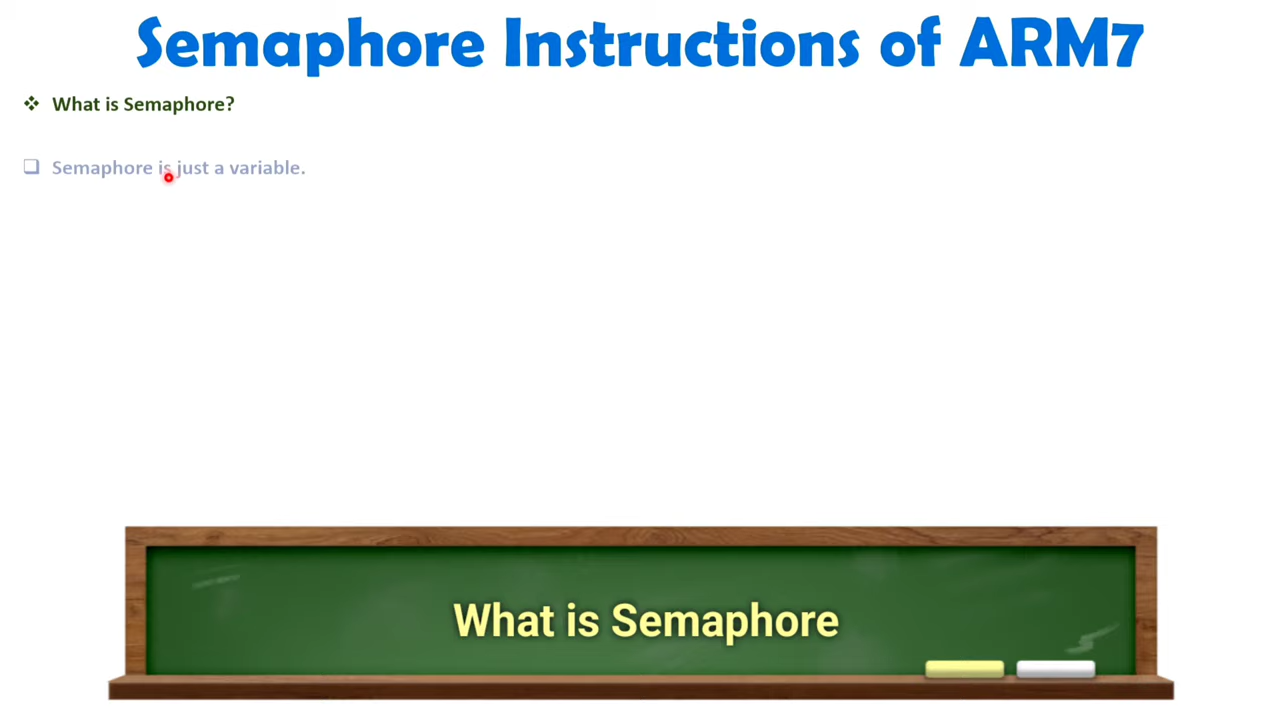 Semaphore Instructions of ARM7
What is Semaphore?
Semaphore is just a variable.
What is Semaphore